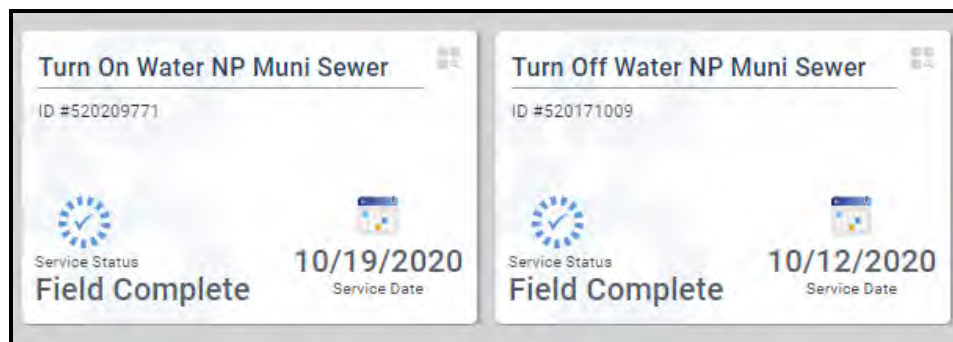 Turn On Water NP Muni Sewer
ID #520209771
Service Status
Field Complete
10/19/2020
Service Date
Turn Off Water NP Muni Sewer
ID #520171009
Service Status
Field Complete
10/12/2020
Service Date